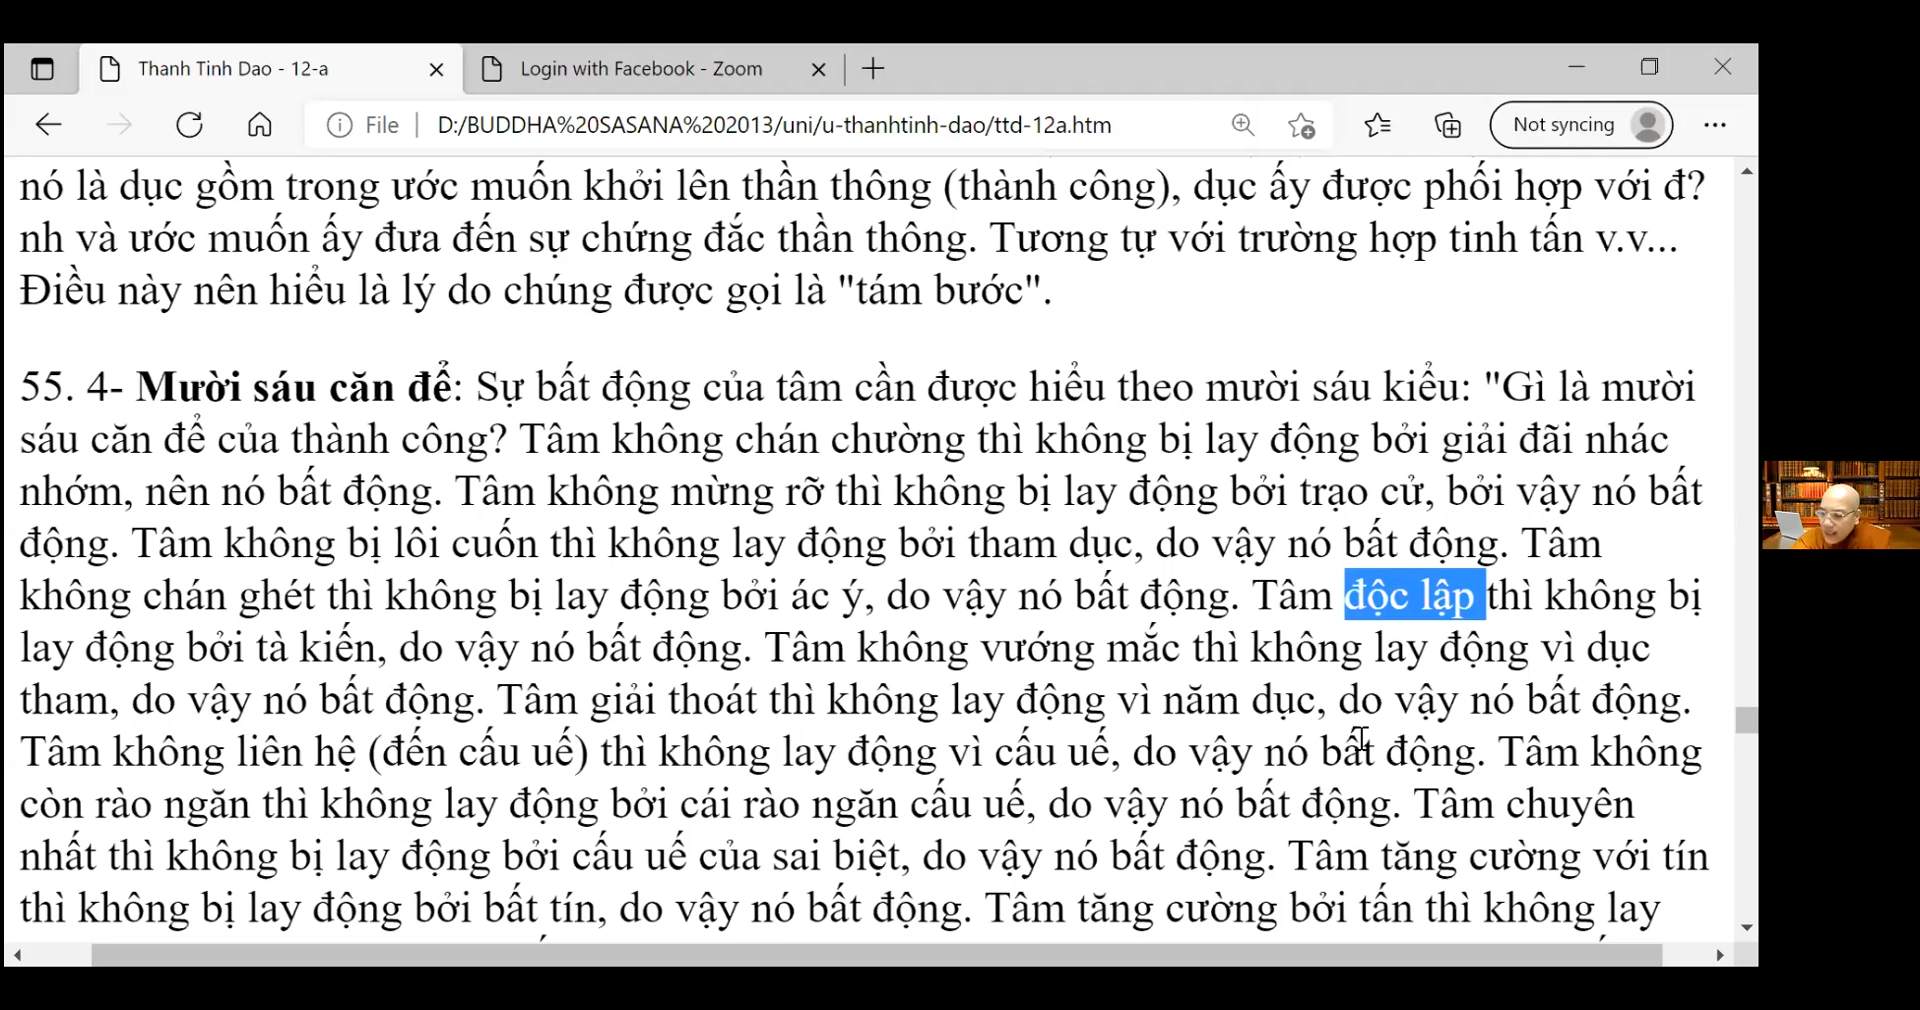 Thanh Tinh Dao - 12-a
Login with Facebook - Zoom
File
D:/BUDDHA%20SASANA%202013/uni/u-thanhtinh-dao/ttd-12a.htm
Not syncing
nó là dục gồm trong ước muốn khởi lên thần thông (thành công), dục ấy được phối hợp với đ?
nh và ước muốn ấy đưa đến sự chứng đắc thần thông. Tương tự với trường hợp tinh tấn v.v...
Điều này nên hiểu là lý do chúng được gọi là "tám bước".
55. 4- Mười sáu căn để: Sự bất động của tâm cần được hiểu theo mười sáu kiểu: "Gì là mười
sáu căn để của thành công? Tâm không chán chường thì không bị lay động bởi giải đãi nhác
nhớm, nên nó bất động. Tâm không mừng rỡ thì không bị lay động bởi trạo cử, bởi vậy nó bất
động. Tâm không bị lôi cuốn thì không lay động bởi tham dục, do vậy nó bất động. Tâm
không chán ghét thì không bị lay động bởi ác ý, do vậy nó bất động. Tâm độc lập thì không bị
lay động bởi tà kiến, do vậy nó bất động. Tâm không vướng mắc thì không lay động vì dục
tham, do vậy nó bất động. Tâm giải thoát thì không lay động vì năm dục, do vậy nó bất động.
Tâm không liên hệ (đến cấu uế) thì không lay động vì cấu uế, do vậy nó bất động. Tâm không
còn rào ngăn thì không lay động bởi cái rào ngăn cấu uế, do vậy nó bất động. Tâm chuyên
nhất thì không bị lay động bởi cấu uế của sai biệt, do vậy nó bất động. Tâm tăng cường với tín
thì không bị lay động bởi bất tín, do vậy nó bất động. Tâm tăng cường bởi tấn thì không lay